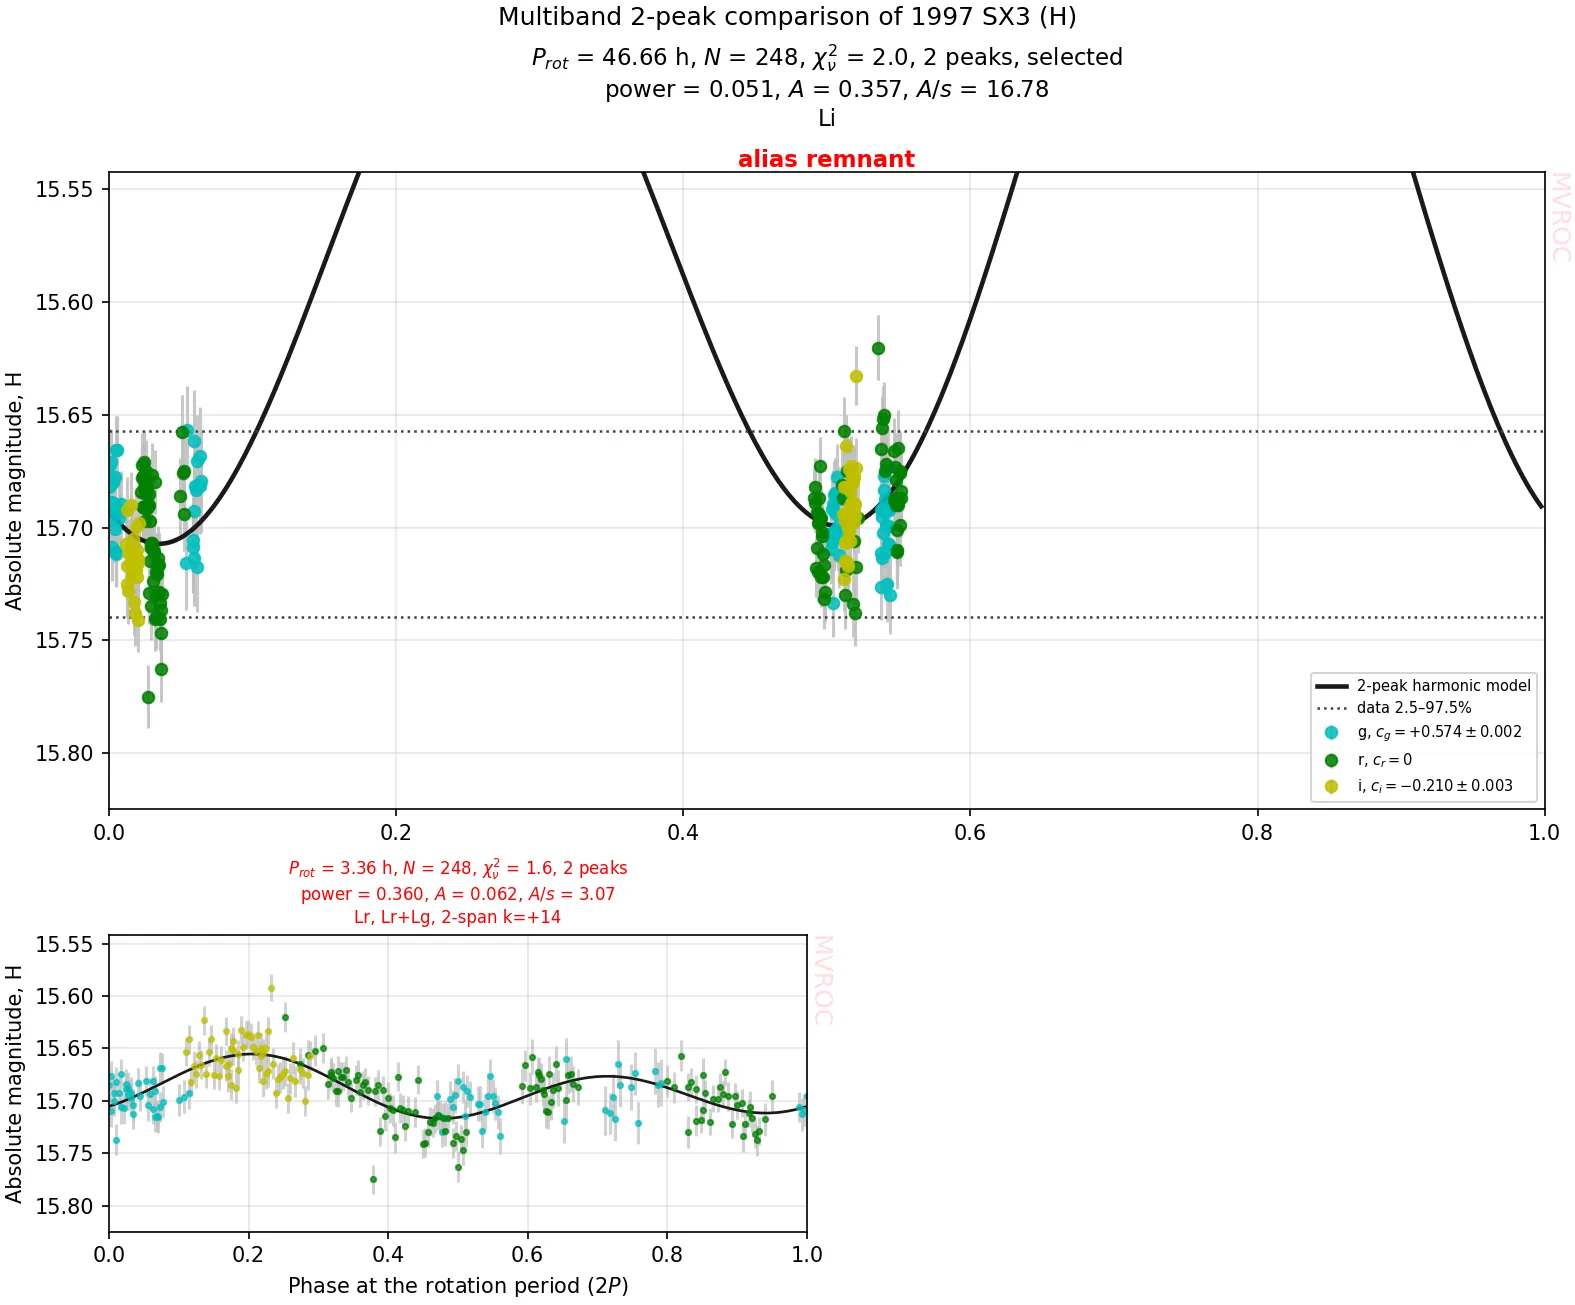 Multiband 2-peak comparison of 1997 SX3 (H)
P_rot = 46.66 h, N = 248, χ²_ν = 2.0, 2 peaks, selected
power = 0.051, A = 0.357, A/s = 16.78
Li
alias remnant
MVROC
Absolute magnitude, H
15.55
15.60
15.65
15.70
15.75
15.80
2-peak harmonic model
data 2.5–97.5%
g, c_g = +0.574 ± 0.002
r, c_r = 0
i, c_i = −0.210 ± 0.003
0.0 0.2 0.4 0.6 0.8 1.0
P_rot = 3.36 h, N = 248, χ²_ν = 1.6, 2 peaks
power = 0.360, A = 0.062, A/s = 3.07
Lr, Lr+Lg, 2-span k=+14
MVROC
Absolute magnitude, H
15.55
15.60
15.65
15.70
15.75
15.80
0.0 0.2 0.4 0.6 0.8 1.0
Phase at the rotation period (2P)